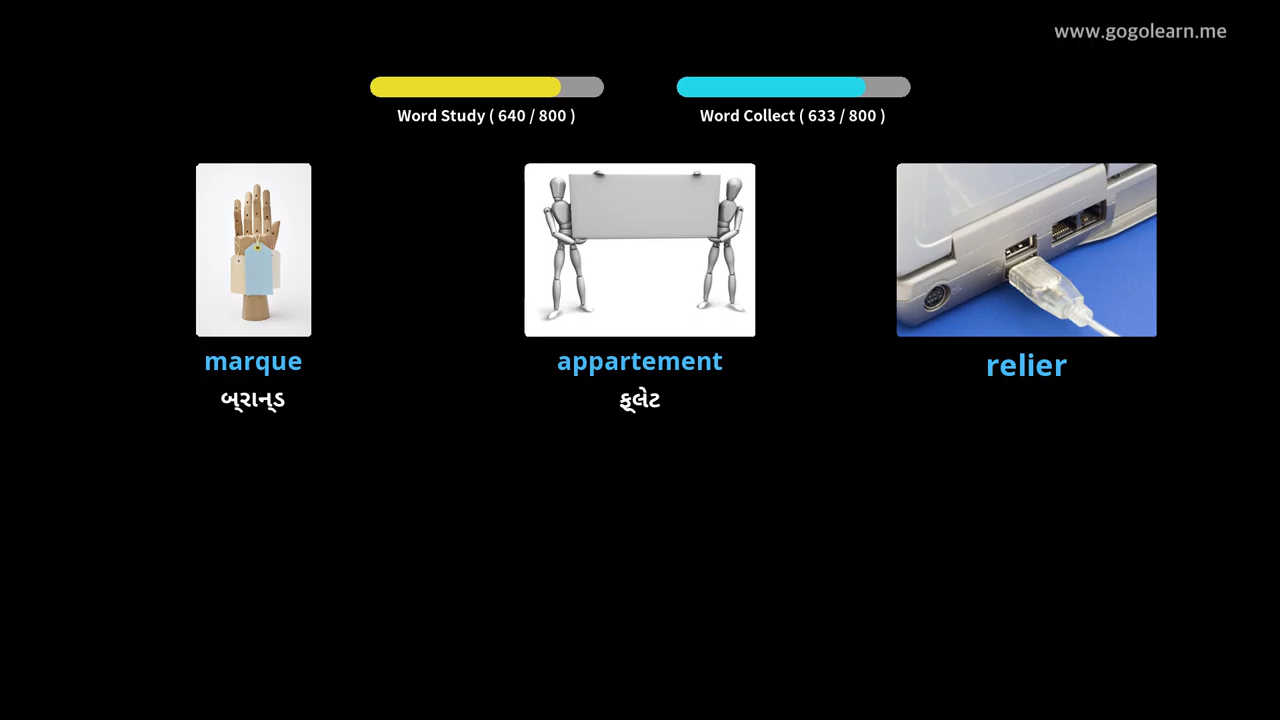 www.gogolearn.me
Word Study ( 640 / 800 )
Word Collect ( 633 / 800 )
marque
બ્રાન્ડ
appartement
ફ્લેટ
relier